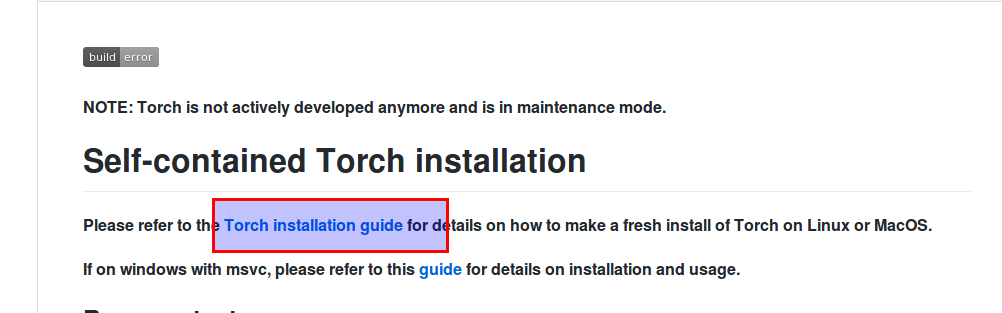 build error
NOTE: Torch is not actively developed anymore and is in maintenance mode.
Self-contained Torch installation
Please refer to the Torch installation guide for details on how to make a fresh install of Torch on Linux or MacOS.
If on windows with msvc, please refer to this guide for details on installation and usage.